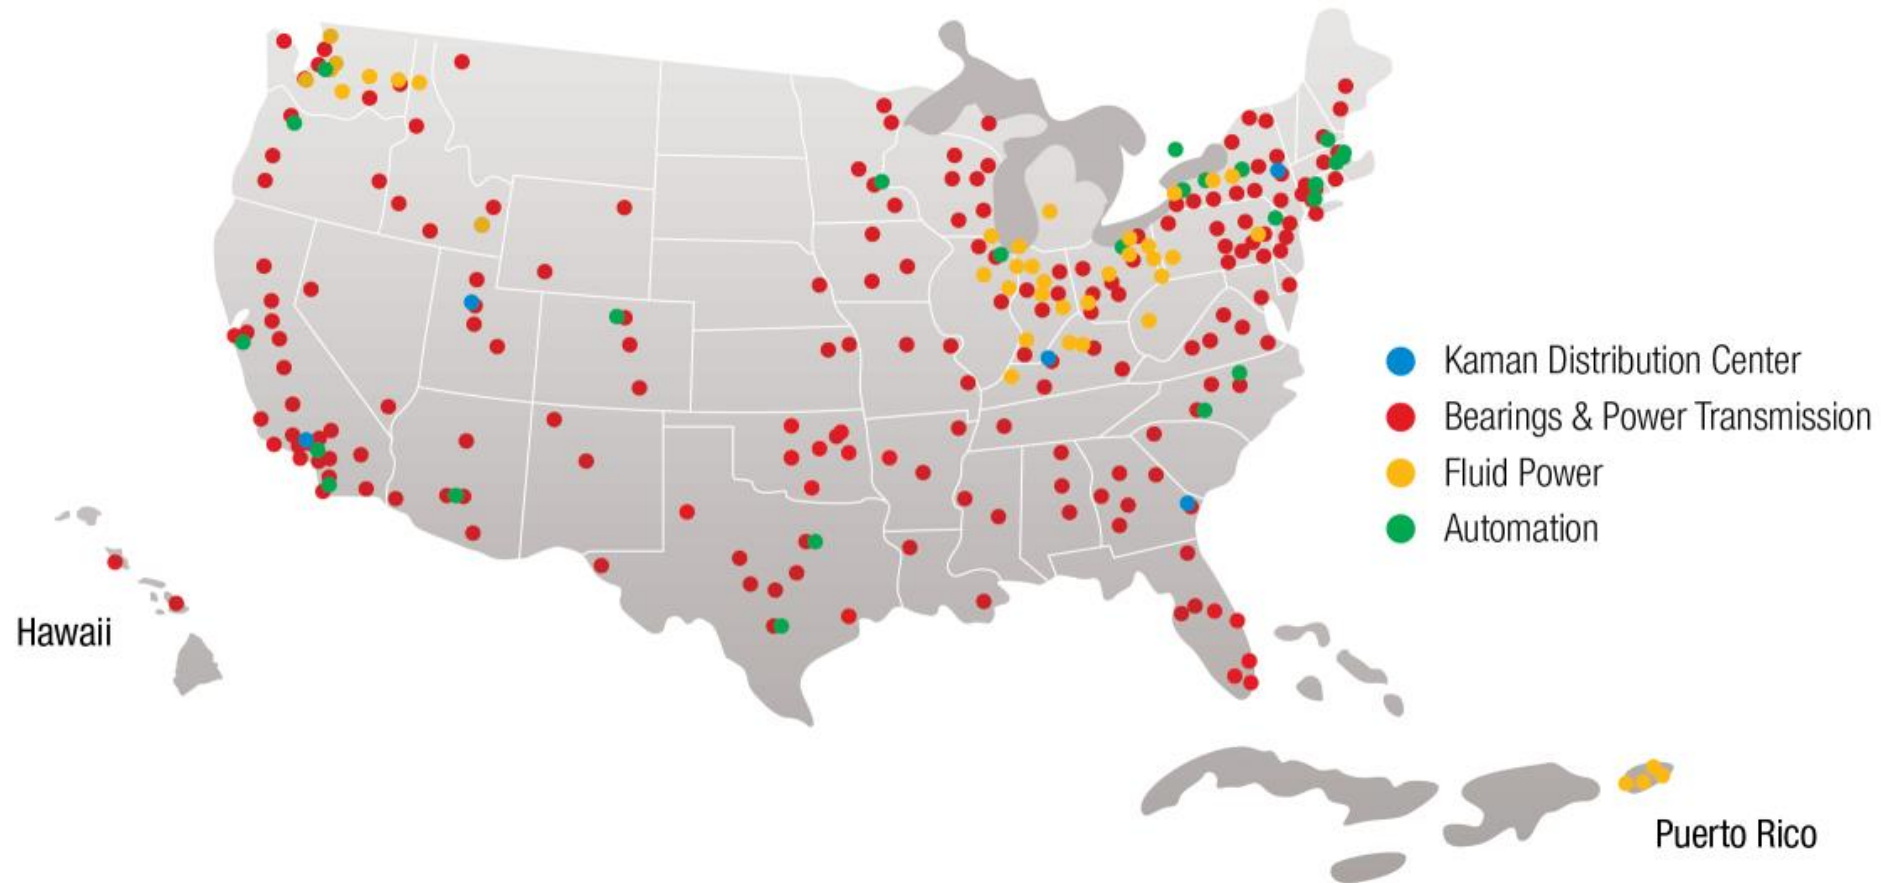 Kaman Distribution Center
Bearings & Power Transmission
Fluid Power
Automation
Hawaii
Puerto Rico